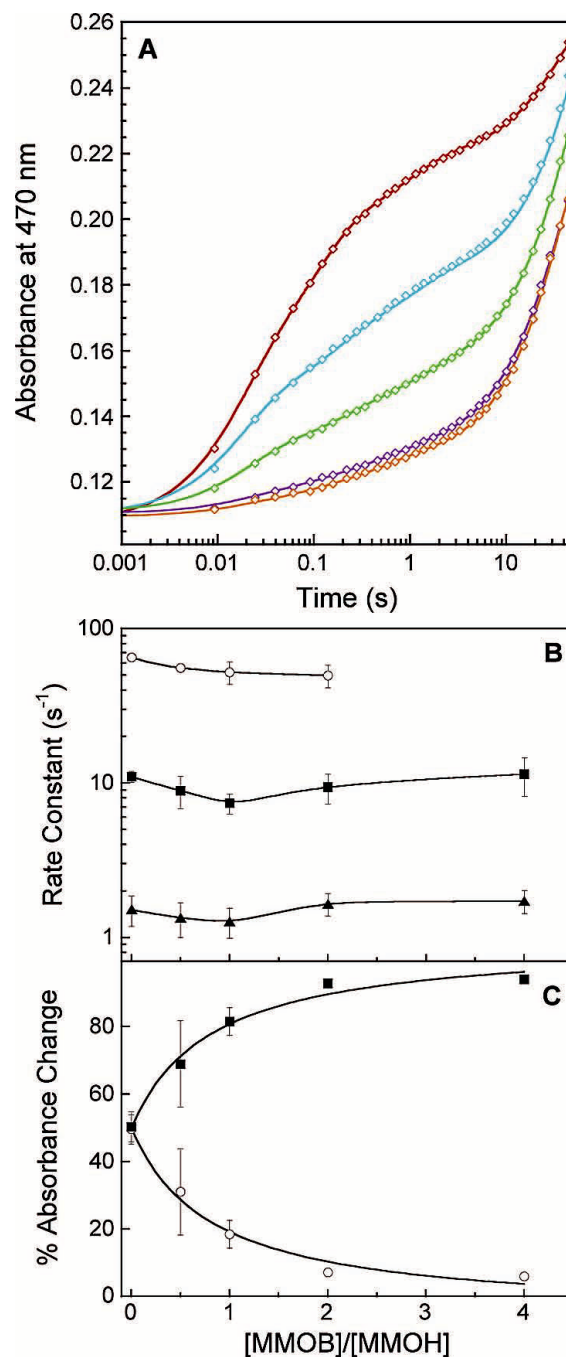 A
Absorbance at 470 nm
0.26
0.24
0.22
0.20
0.18
0.16
0.14
0.12
0.001 0.01 0.1 1 10
Time (s)
B
Rate Constant (s⁻¹)
100
10
1
C
% Absorbance Change
80
60
40
20
0
0 1 2 3 4
[MMOB]/[MMOH]